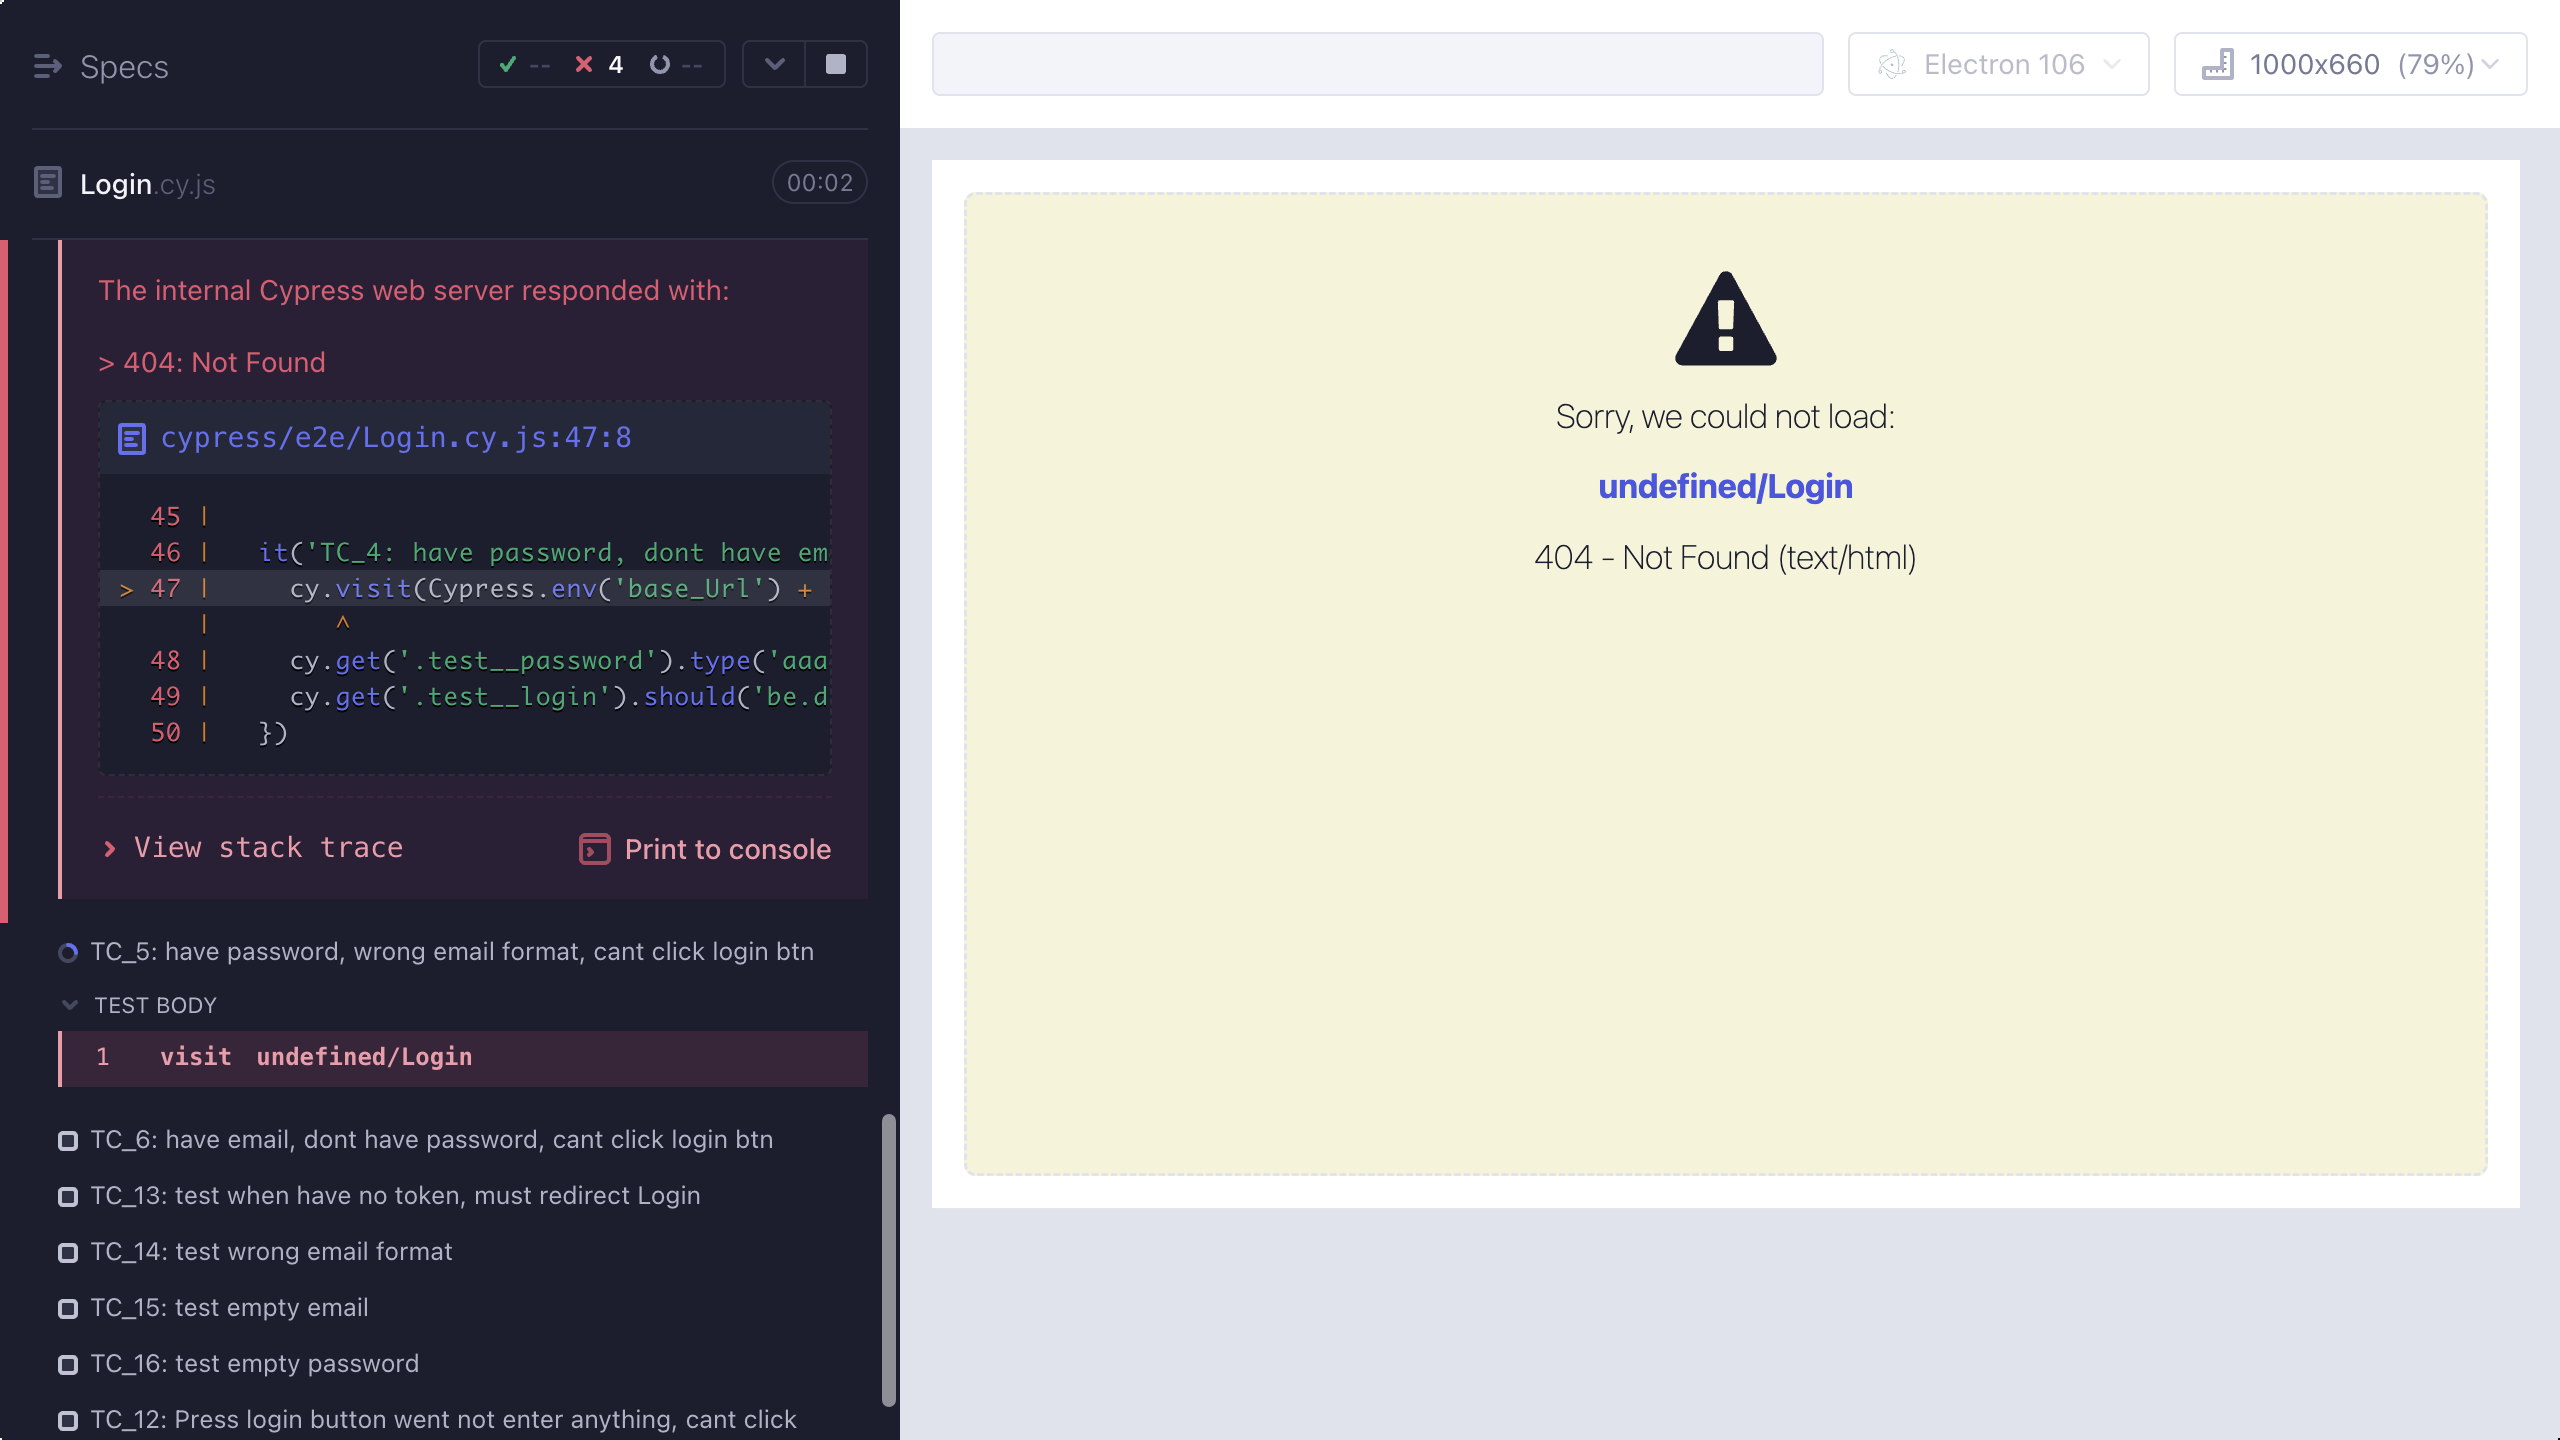 Specs
--
4
--
Login.cy.js
00:02
The internal Cypress web server responded with:
> 404: Not Found
cypress/e2e/Login.cy.js:47:8
45 |
46 | it('TC_4: have password, dont have em
> 47 | cy.visit(Cypress.env('base_Url') +
| ^
48 | cy.get('.test__password').type('aaa
49 | cy.get('.test__login').should('be.d
50 | })
View stack trace
Print to console
TC_5: have password, wrong email format, cant click login btn
TEST BODY
1 visit undefined/Login
TC_6: have email, dont have password, cant click login btn
TC_13: test when have no token, must redirect Login
TC_14: test wrong email format
TC_15: test empty email
TC_16: test empty password
TC_12: Press login button went not enter anything, cant click
Electron 106
1000x660 (79%)
Sorry, we could not load:
undefined/Login
404 - Not Found (text/html)